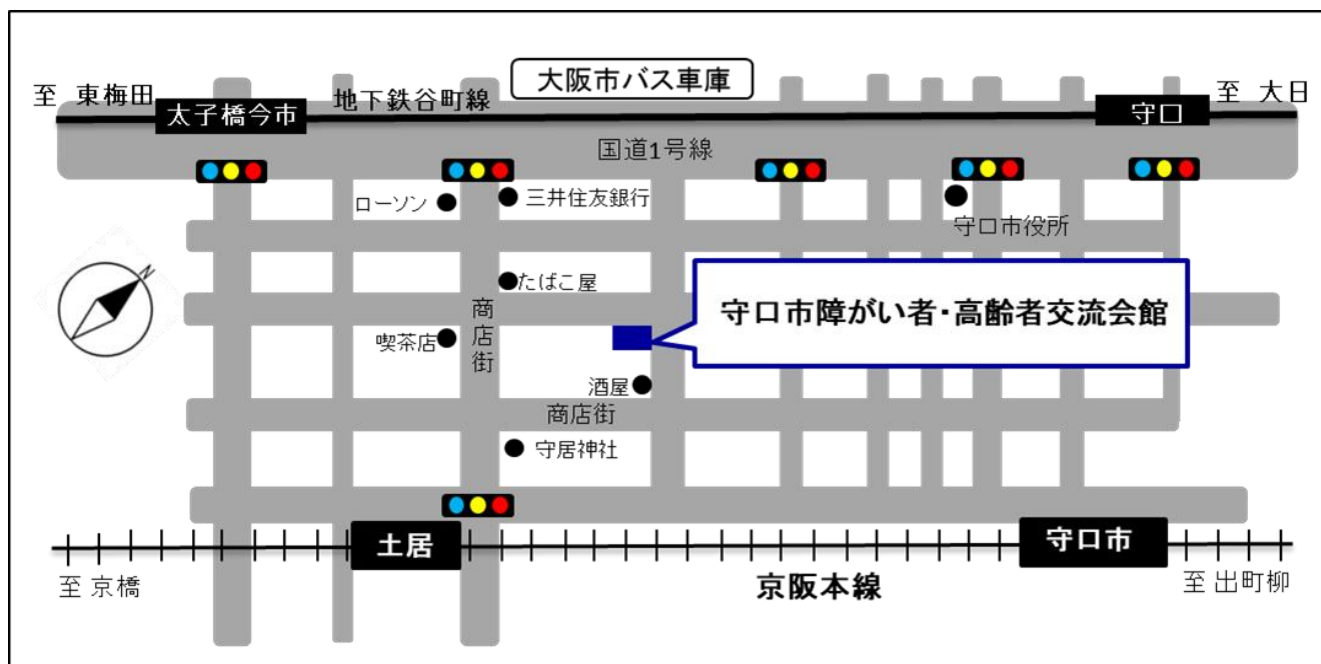 大阪市バス車庫
至 東梅田
地下鉄谷町線
至 大日
太子橋今市
守口
国道1号線
ローソン
三井住友銀行
守口市役所
N
たばこ屋
守口市障がい者・高齢者交流会館
商店街
喫茶店
酒屋
商店街
守居神社
土居
守口市
至 京橋
京阪本線
至 出町柳